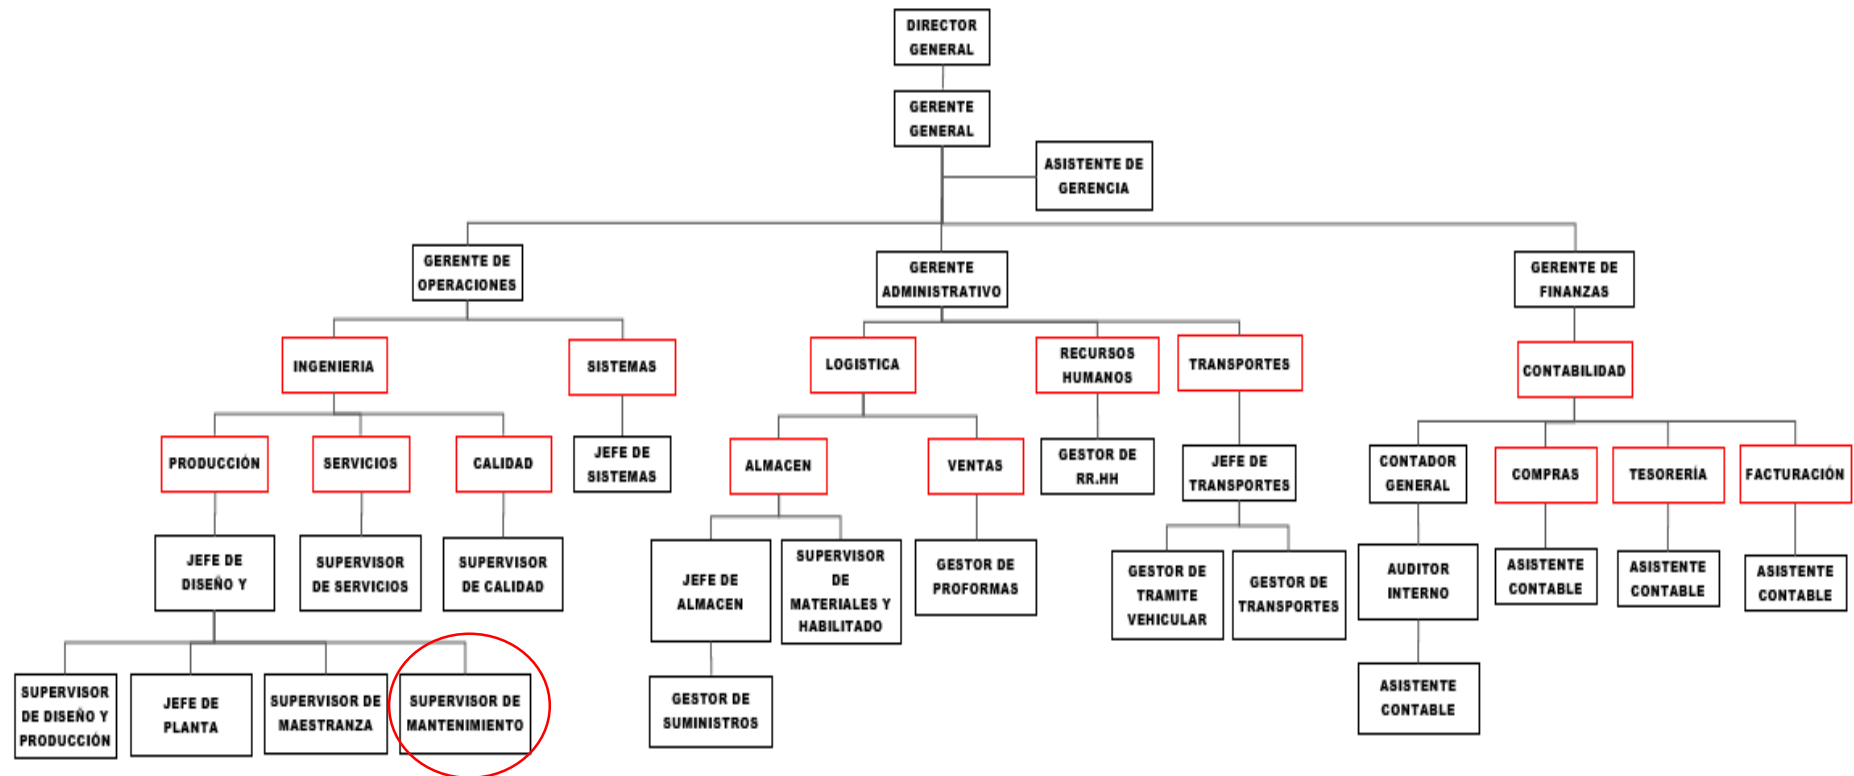 DIRECTOR
GENERAL
GERENTE
GENERAL
ASISTENTE DE
GERENCIA
GERENTE DE
OPERACIONES
GERENTE
ADMINISTRATIVO
GERENTE DE
FINANZAS
INGENIERIA
SISTEMAS
LOGISTICA
RECURSOS
HUMANOS
TRANSPORTES
CONTABILIDAD
PRODUCCIÓN
SERVICIOS
CALIDAD
JEFE DE
SISTEMAS
ALMACEN
VENTAS
GESTOR DE
RR.HH
JEFE DE
TRANSPORTES
CONTADOR
GENERAL
COMPRAS
TESORERÍA
FACTURACIÓN
JEFE DE
DISEÑO Y
SUPERVISOR
DE SERVICIOS
SUPERVISOR
DE CALIDAD
JEFE DE
ALMACEN
SUPERVISOR
DE
MATERIALES Y
HABILITADO
GESTOR DE
PROFORMAS
GESTOR DE
TRAMITE
VEHICULAR
GESTOR DE
TRANSPORTES
AUDITOR
INTERNO
ASISTENTE
CONTABLE
ASISTENTE
CONTABLE
ASISTENTE
CONTABLE
SUPERVISOR
DE DISEÑO Y
PRODUCCIÓN
JEFE DE
PLANTA
SUPERVISOR DE
MAESTRANZA
SUPERVISOR DE
MANTENIMIENTO
GESTOR DE
SUMINISTROS
ASISTENTE
CONTABLE